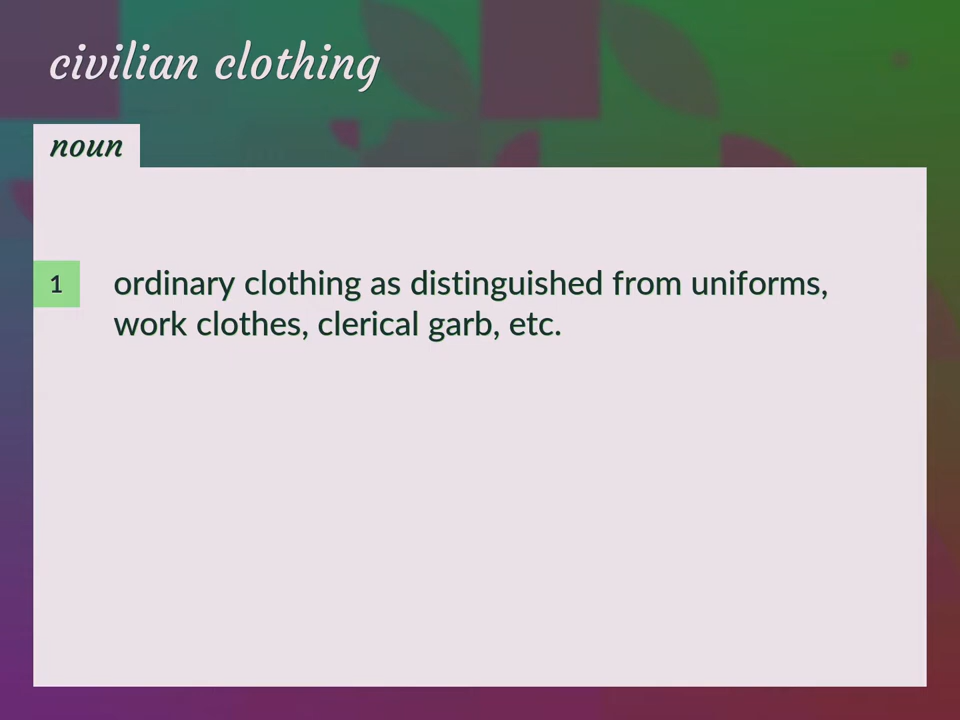 civilian clothing
noun
1
ordinary clothing as distinguished from uniforms,
work clothes, clerical garb, etc.